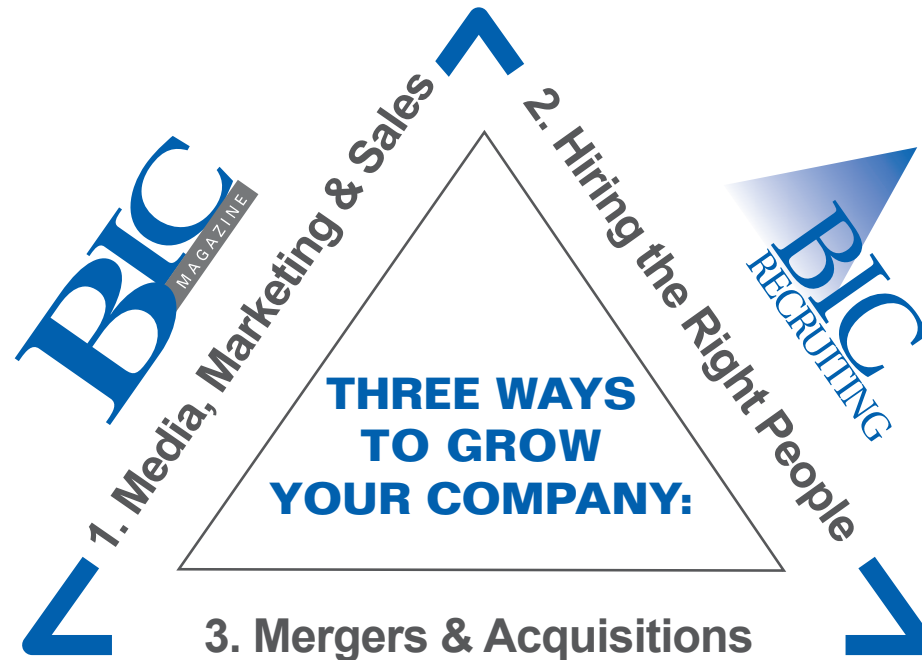 1. Media, Marketing & Sales
BIC
MAGAZINE
2. Hiring the Right People
BIC
RECRUITING
THREE WAYS
TO GROW
YOUR COMPANY:
3. Mergers & Acquisitions